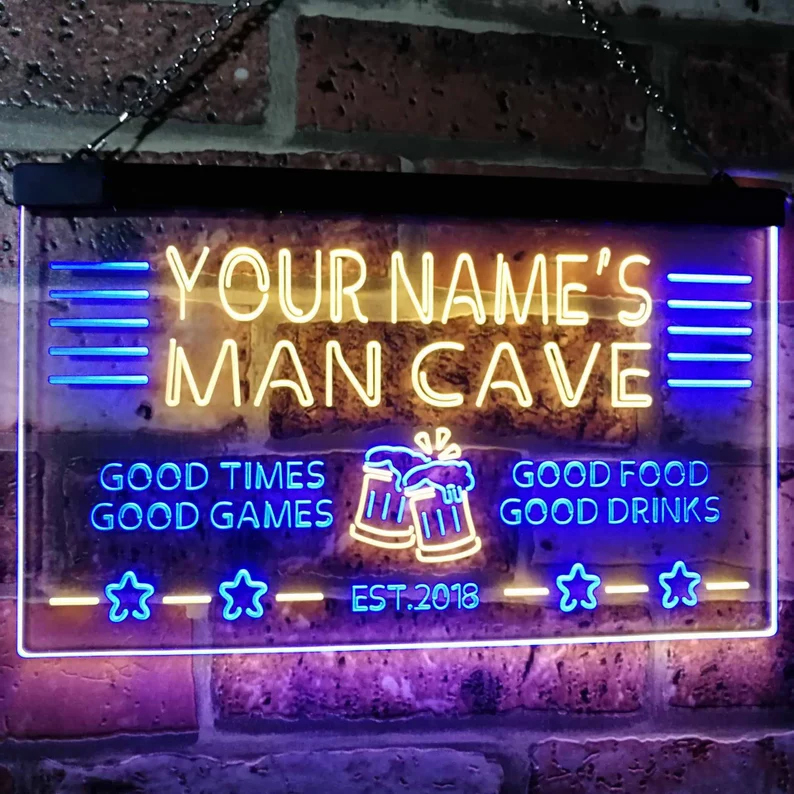 YOUR NAME'S
MAN CAVE
GOOD TIMES
GOOD GAMES
GOOD FOOD
GOOD DRINKS
EST.2018